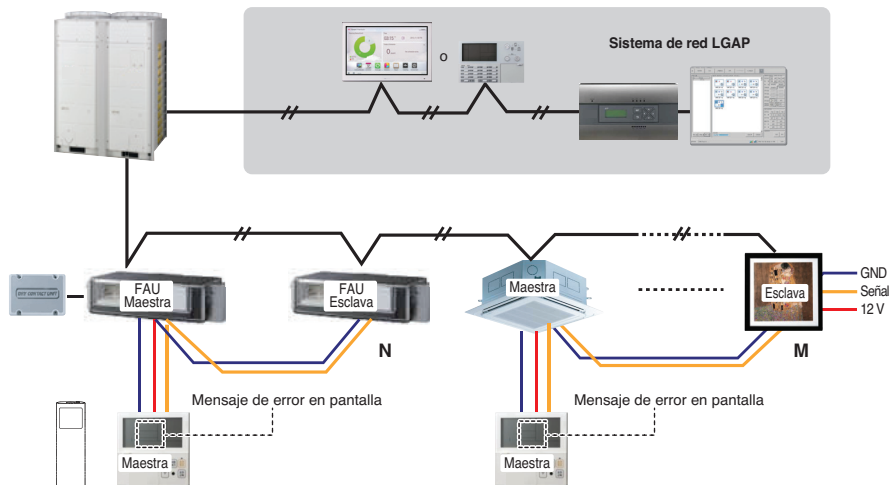 Sistema de red LGAP
O
FAU
Maestra
FAU
Esclava
Maestra
Esclava
GND
Señal
12 V
N
M
Mensaje de error en pantalla
Mensaje de error en pantalla
Maestra
Maestra